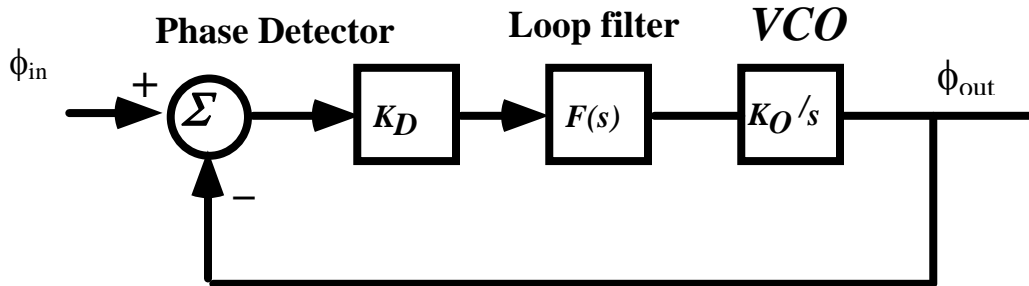 Phase Detector
Loop filter
VCO
ϕin
+
Σ
KD
F(s)
KO/s
ϕout
−